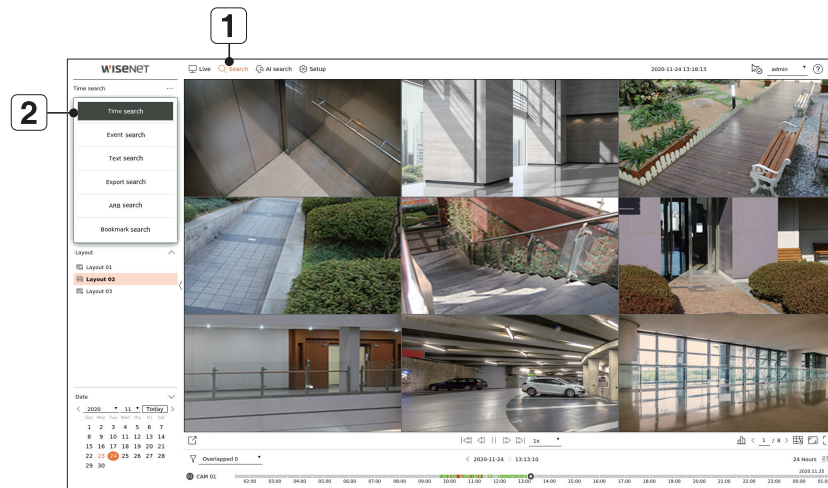 1
2
WISENET
Live Search AI search Setup
2020-11-24 13:18:13
admin
?
Time search ...
Time search
Event search
Text search
Export search
ARB search
Bookmark search
Layout
Layout 01
Layout 02
Layout 03
Date
< 2020 11 Today >
Sun Mon Tue Wed Thu Fri Sat
1 2 3 4 5 6 7
8 9 10 11 12 13 14
15 16 17 18 19 20 21
22 23 24 25 26 27 28
29 30
1x
< 1 / 8 >
Overlapped 0
< 2020-11-24 > 13:13:10
24 Hours
2020.11.25
CAM 01
02:00 03:00 04:00 05:00 06:00 07:00 08:00 09:00 10:00 11:00 12:00 13:00 14:00 15:00 16:00 17:00 18:00 19:00 20:00 21:00 22:00 23:00 00:00 01:0